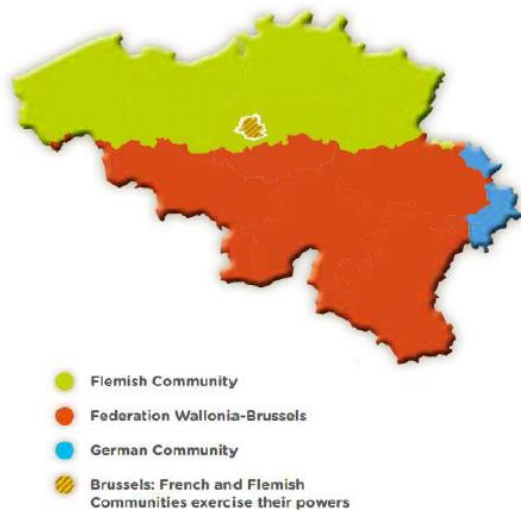 Flemish Community
Federation Wallonia-Brussels
German Community
Brussels: French and Flemish
Communities exercise their powers